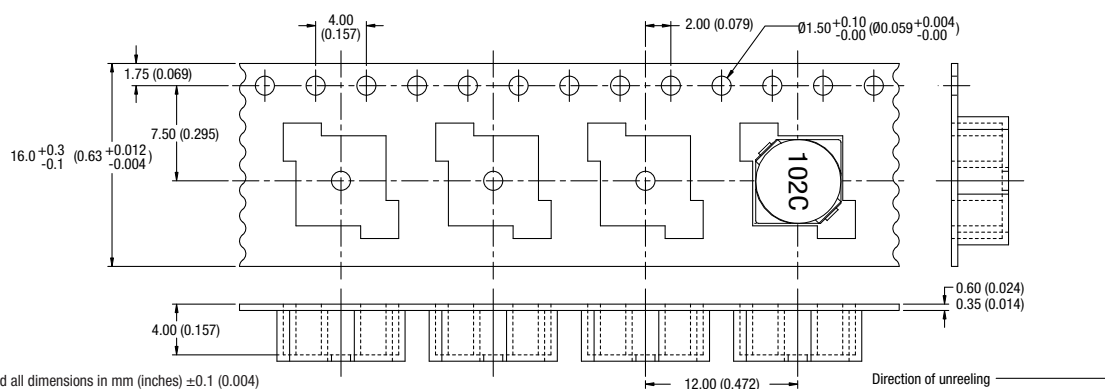 4.00
(0.157)
2.00 (0.079)
Ø1.50 +0.10 -0.00 (Ø0.059 +0.004 -0.00)
1.75 (0.069)
7.50 (0.295)
16.0 +0.3 -0.1 (0.63 +0.012 -0.004)
102C
0.60 (0.024)
0.35 (0.014)
4.00 (0.157)
12.00 (0.472)
d all dimensions in mm (inches) ±0.1 (0.004)
Direction of unreeling